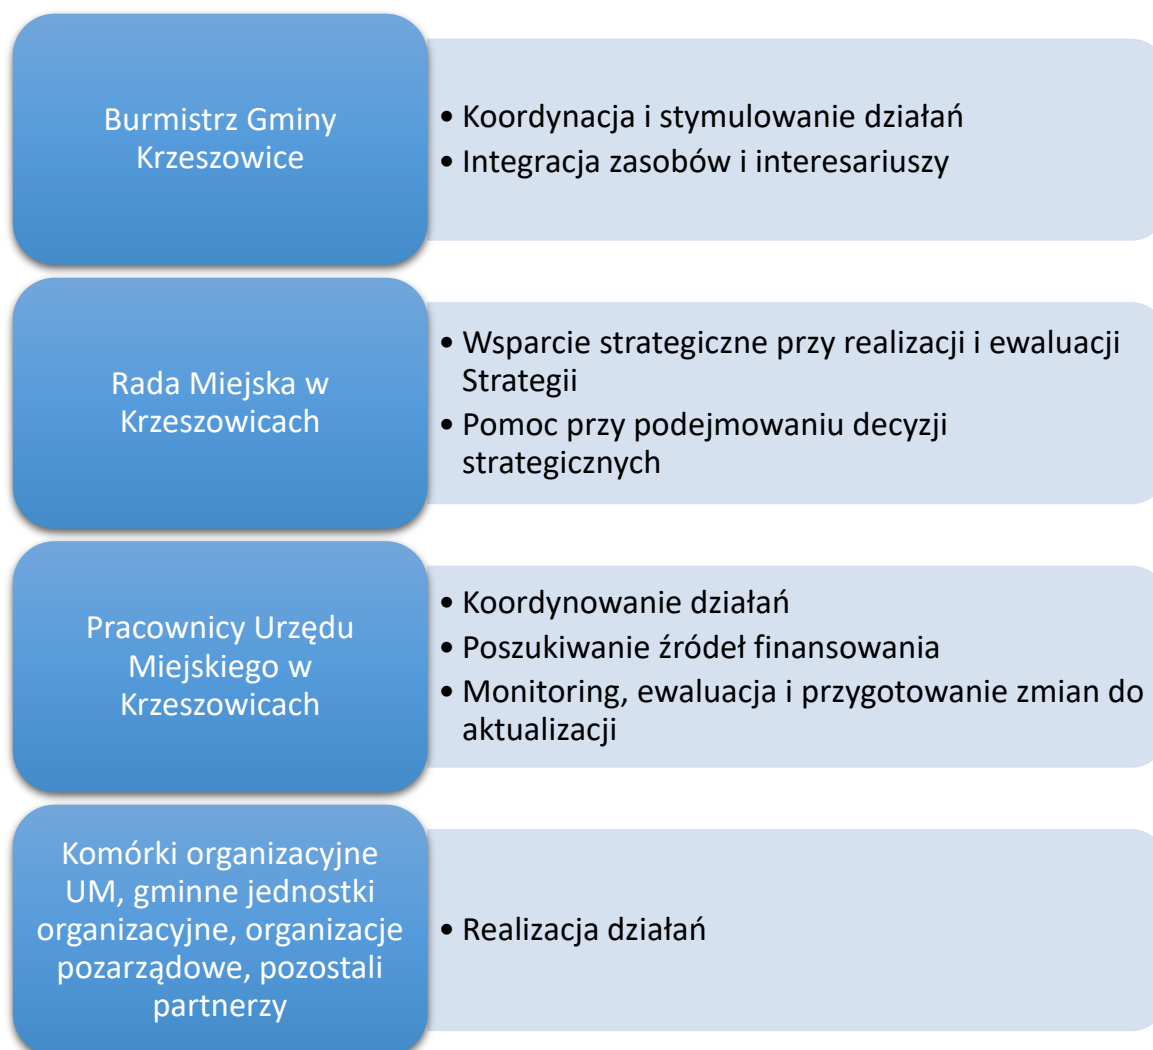 Burmistrz Gminy
Krzeszowice
• Koordynacja i stymulowanie działań
• Integracja zasobów i interesariuszy
Rada Miejska w
Krzeszowicach
• Wsparcie strategiczne przy realizacji i ewaluacji
Strategii
• Pomoc przy podejmowaniu decyzji
strategicznych
Pracownicy Urzędu
Miejskiego w
Krzeszowicach
• Koordynowanie działań
• Poszukiwanie źródeł finansowania
• Monitoring, ewaluacja i przygotowanie zmian do
aktualizacji
Komórki organizacyjne
UM, gminne jednostki
organizacyjne, organizacje
pozarządowe, pozostali
partnerzy
• Realizacja działań